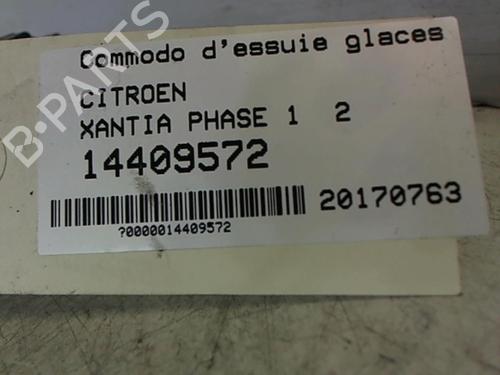 Commodo d'essuie glaces
CITROEN
XANTIA PHASE 1 2
14409572
20170763
?0000014409572
B-PARTS